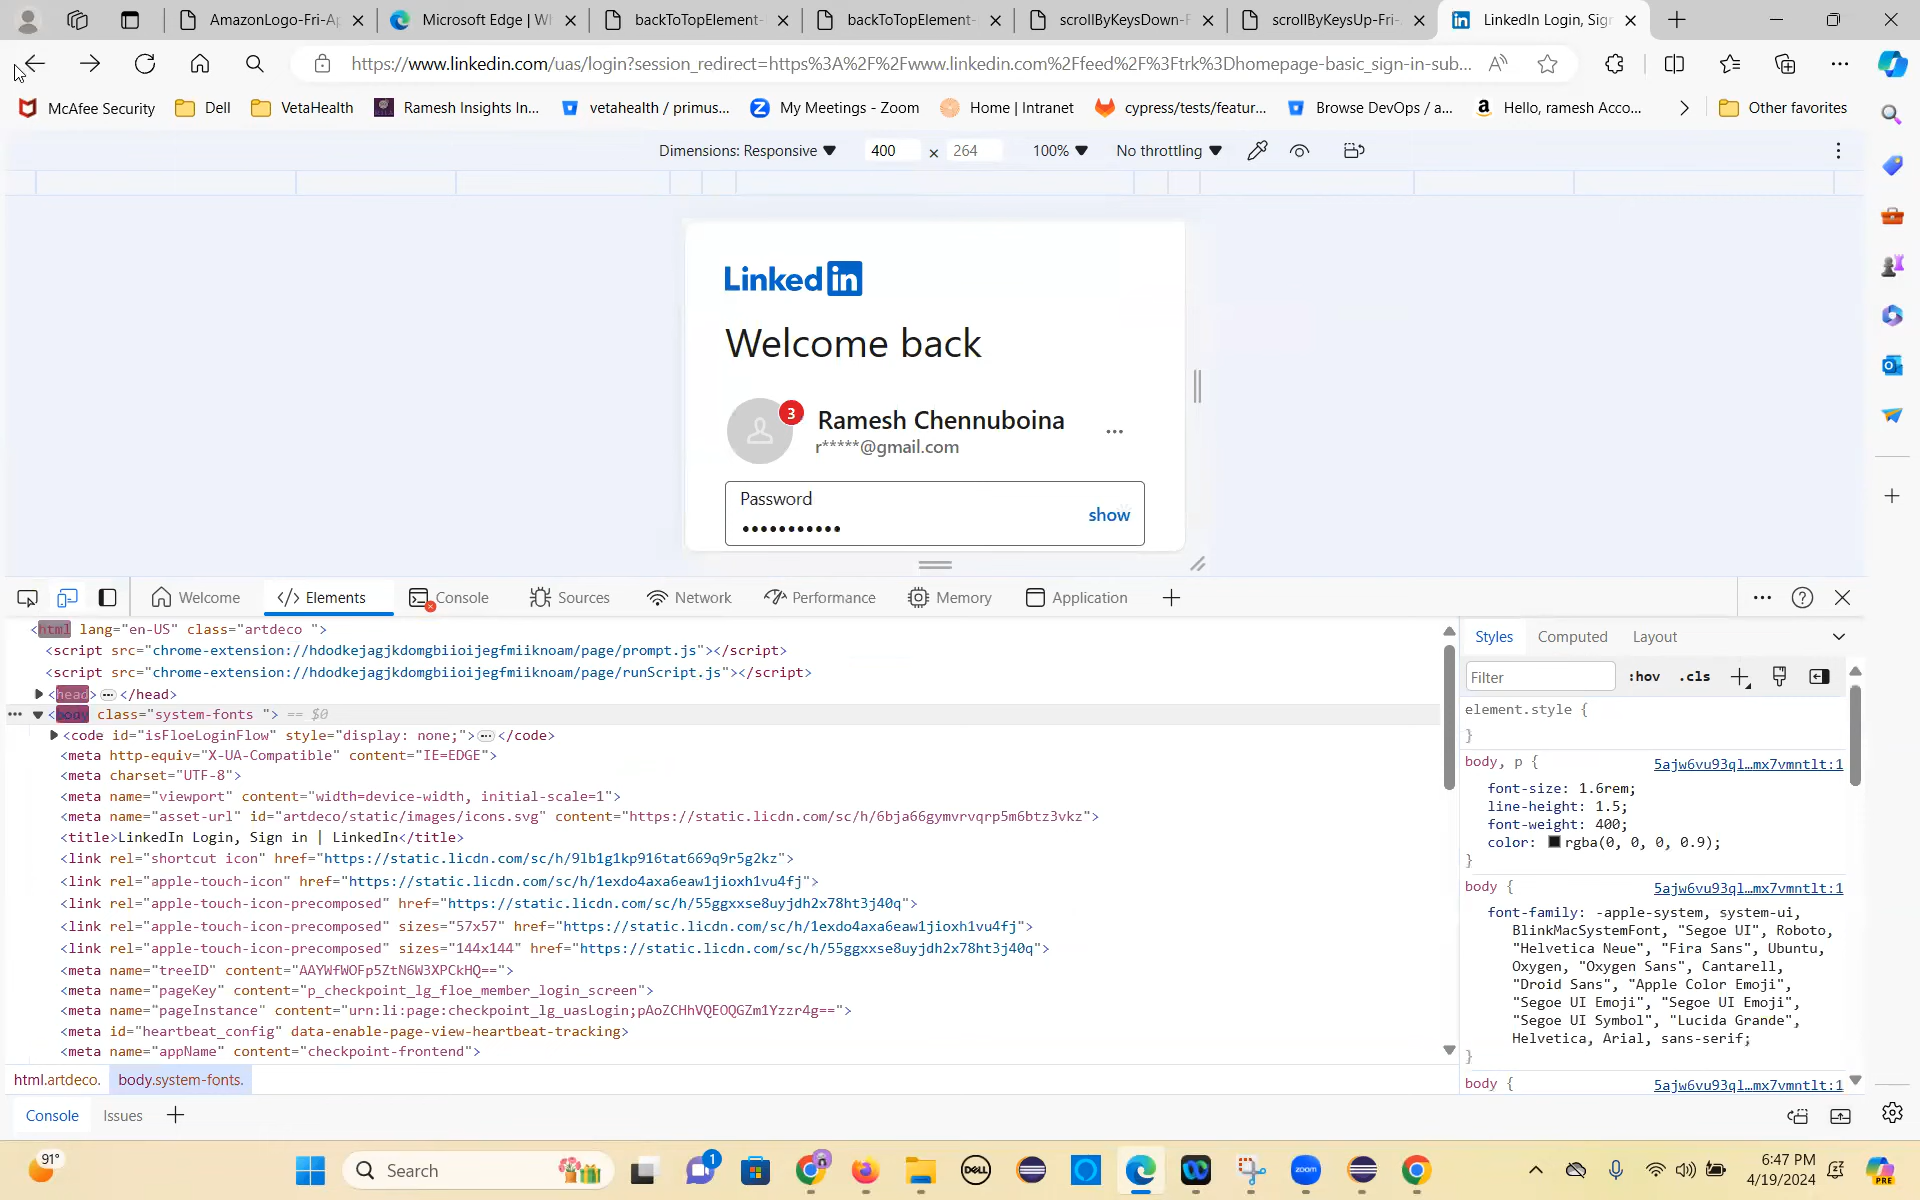 AmazonLogo-Fri-Ap
Microsoft Edge | Wh
backToTopElement-
backToTopElement-
scrollByKeysDown-F
scrollByKeysUp-Fri-
LinkedIn Login, Sig
https://www.linkedin.com/uas/login?session_redirect=https%3A%2F%2Fwww.linkedin.com%2Ffeed%2F%3Ftrk%3Dhomepage-basic_sign-in-sub...
McAfee Security Dell VetaHealth Ramesh Insights In... vetahealth / primus... My Meetings - Zoom Home | Intranet cypress/tests/featur... Browse DevOps / a... Hello, ramesh Acco... Other favorites
Dimensions: Responsive 400 × 264 100% No throttling
LinkedIn
Welcome back
3
Ramesh Chennuboina
r*****@gmail.com
Password
•••••••••••
show
Welcome Elements Console Sources Network Performance Memory Application
<html lang="en-US" class="artdeco ">
<script src="chrome-extension://hdodkejagjkdomgbiioijegfmiiknoam/page/prompt.js"></script>
<script src="chrome-extension://hdodkejagjkdomgbiioijegfmiiknoam/page/runScript.js"></script>
<head> ... </head>
<body class="system-fonts "> == $0
<code id="isFloeLoginFlow" style="display: none;"> ... </code>
<meta http-equiv="X-UA-Compatible" content="IE=EDGE">
<meta charset="UTF-8">
<meta name="viewport" content="width=device-width, initial-scale=1">
<meta name="asset-url" id="artdeco/static/images/icons.svg" content="https://static.licdn.com/sc/h/6bja66gymvrvqrp5m6btz3vkz">
<title>LinkedIn Login, Sign in | LinkedIn</title>
<link rel="shortcut icon" href="https://static.licdn.com/sc/h/9lb1g1kp916tat669q9r5g2kz">
<link rel="apple-touch-icon" href="https://static.licdn.com/sc/h/1exdo4axa6eaw1jioxh1vu4fj">
<link rel="apple-touch-icon-precomposed" href="https://static.licdn.com/sc/h/55ggxxse8uyjdh2x78ht3j40q">
<link rel="apple-touch-icon-precomposed" sizes="57x57" href="https://static.licdn.com/sc/h/1exdo4axa6eaw1jioxh1vu4fj">
<link rel="apple-touch-icon-precomposed" sizes="144x144" href="https://static.licdn.com/sc/h/55ggxxse8uyjdh2x78ht3j40q">
<meta name="treeID" content="AAYWfWOFp5ZtN6W3XPCkHQ==">
<meta name="pageKey" content="p_checkpoint_lg_floe_member_login_screen">
<meta name="pageInstance" content="urn:li:page:checkpoint_lg_uasLogin;pAoZCHhVQEOQGZm1Yzzr4g==">
<meta id="heartbeat_config" data-enable-page-view-heartbeat-tracking>
<meta name="appName" content="checkpoint-frontend">
html.artdeco. body.system-fonts.
Styles Computed Layout
Filter :hov .cls
element.style {
}
body, p { 5ajw6vu93ql...mx7vmntlt:1
font-size: 1.6rem;
line-height: 1.5;
font-weight: 400;
color: rgba(0, 0, 0, 0.9);
}
body { 5ajw6vu93ql...mx7vmntlt:1
font-family: -apple-system, system-ui,
BlinkMacSystemFont, "Segoe UI", Roboto,
"Helvetica Neue", "Fira Sans", Ubuntu,
Oxygen, "Oxygen Sans", Cantarell,
"Droid Sans", "Apple Color Emoji",
"Segoe UI Emoji", "Segoe UI Emoji",
"Segoe UI Symbol", "Lucida Grande",
Helvetica, Arial, sans-serif;
}
body { 5ajw6vu93ql...mx7vmntlt:1
Console Issues
91°
Search
1
DELL
zoom
6:47 PM
4/19/2024
PRE